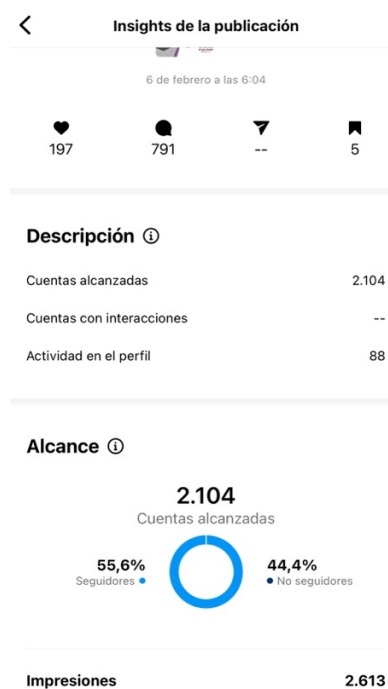 Insights de la publicación
6 de febrero a las 6:04
197 791 -- 5
Descripción
Cuentas alcanzadas 2.104
Cuentas con interacciones --
Actividad en el perfil 88
Alcance
2.104
Cuentas alcanzadas
55,6% 44,4%
Seguidores No seguidores
Impresiones 2.613